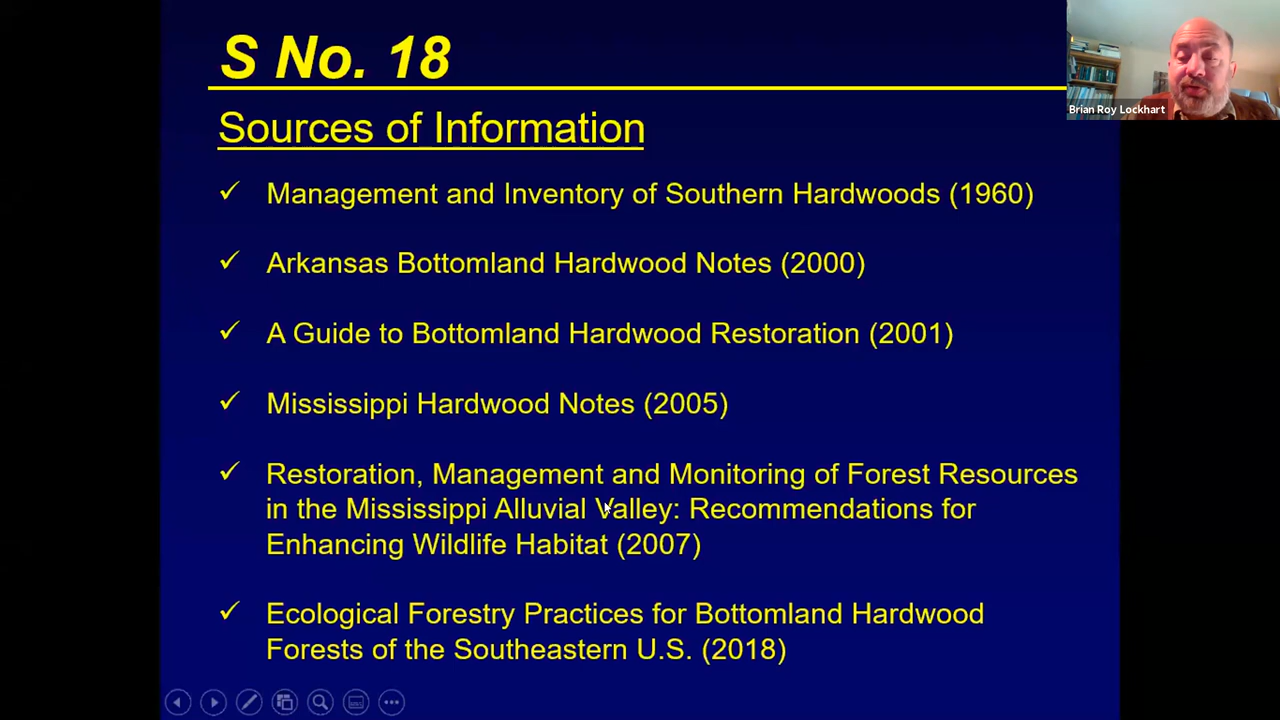 S No. 18
Brian Roy Lockhart
Sources of Information
✓ Management and Inventory of Southern Hardwoods (1960)
✓ Arkansas Bottomland Hardwood Notes (2000)
✓ A Guide to Bottomland Hardwood Restoration (2001)
✓ Mississippi Hardwood Notes (2005)
✓ Restoration, Management and Monitoring of Forest Resources
in the Mississippi Alluvial Valley: Recommendations for
Enhancing Wildlife Habitat (2007)
✓ Ecological Forestry Practices for Bottomland Hardwood
Forests of the Southeastern U.S. (2018)